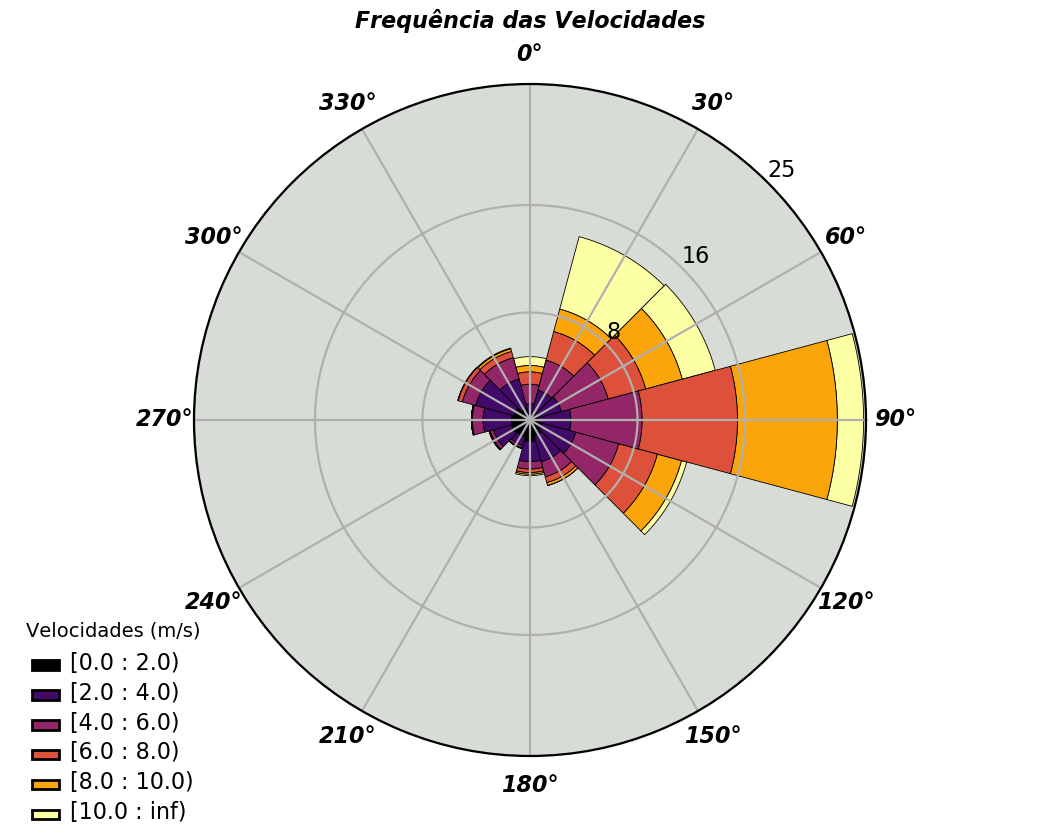 Frequência das Velocidades
0°
330°
30°
25
300°
60°
16
8
270°
90°
240°
120°
210°
150°
180°
Velocidades (m/s)
[0.0 : 2.0)
[2.0 : 4.0)
[4.0 : 6.0)
[6.0 : 8.0)
[8.0 : 10.0)
[10.0 : inf)